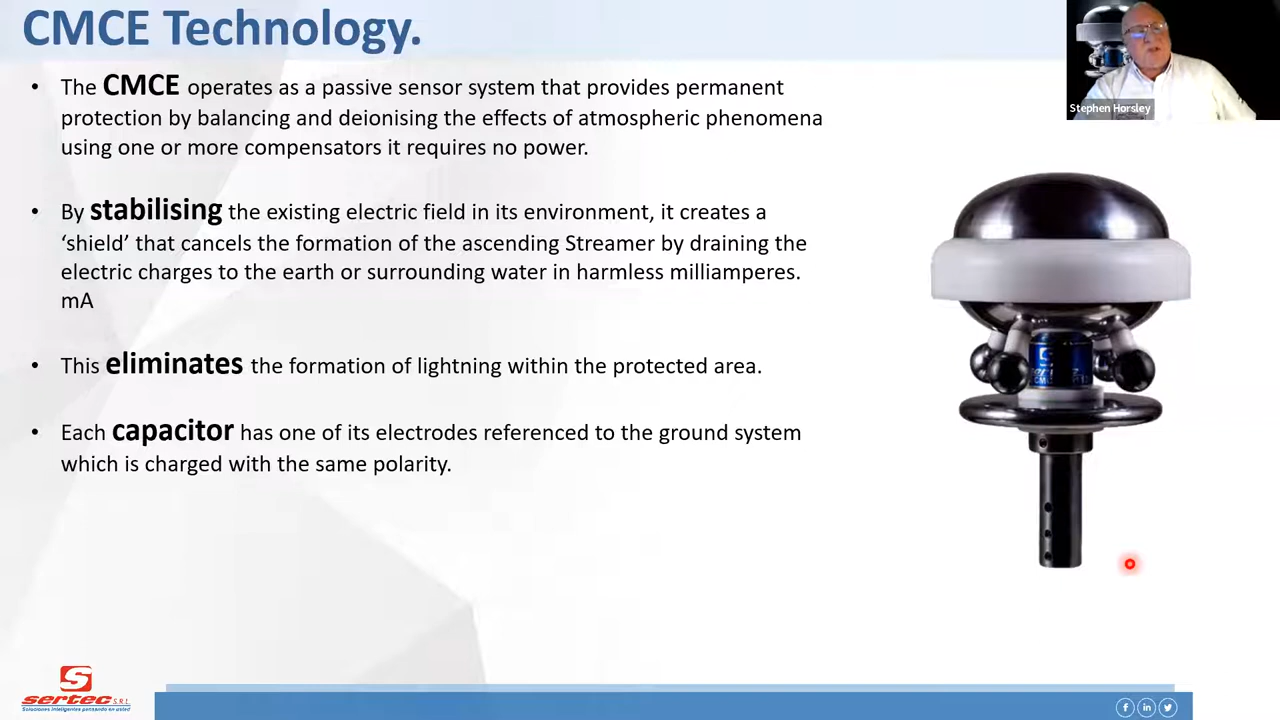 CMCE Technology.
Stephen Horsley
• The CMCE operates as a passive sensor system that provides permanent
protection by balancing and deionising the effects of atmospheric phenomena
using one or more compensators it requires no power.
• By stabilising the existing electric field in its environment, it creates a
‘shield’ that cancels the formation of the ascending Streamer by draining the
electric charges to the earth or surrounding water in harmless milliamperes.
mA
• This eliminates the formation of lightning within the protected area.
• Each capacitor has one of its electrodes referenced to the ground system
which is charged with the same polarity.
sertec S.R.L
Soluciones inteligentes pensando en usted